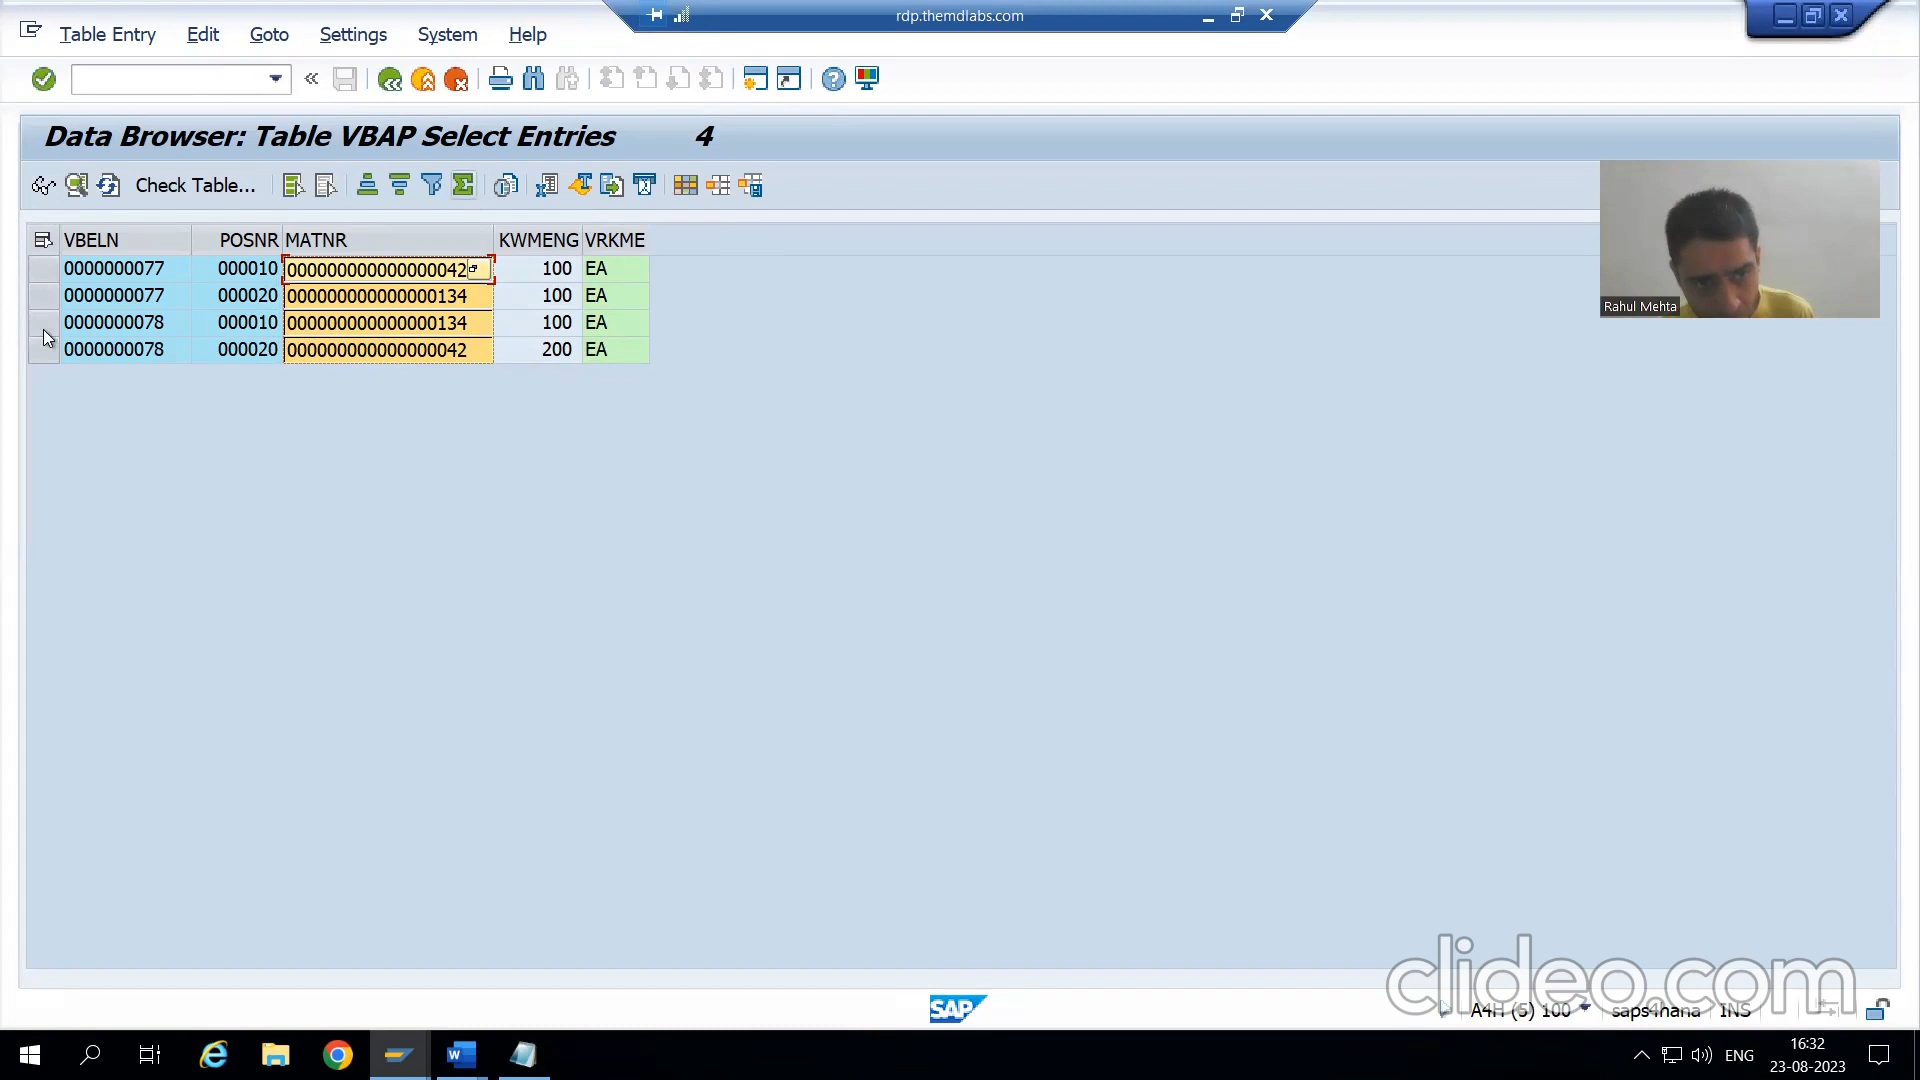 rdp.themdlabs.com
Table Entry Edit Goto Settings System Help
Data Browser: Table VBAP Select Entries 4
Check Table...
VBELN POSNR MATNR KWMENG VRKME
0000000077 000010 000000000000000042 100 EA
0000000077 000020 000000000000000134 100 EA
0000000078 000010 000000000000000134 100 EA
0000000078 000020 000000000000000042 200 EA
Rahul Mehta
clideo.com
SAP
A4H (5) 100 saps4hana INS
ENG
16:32
23-08-2023